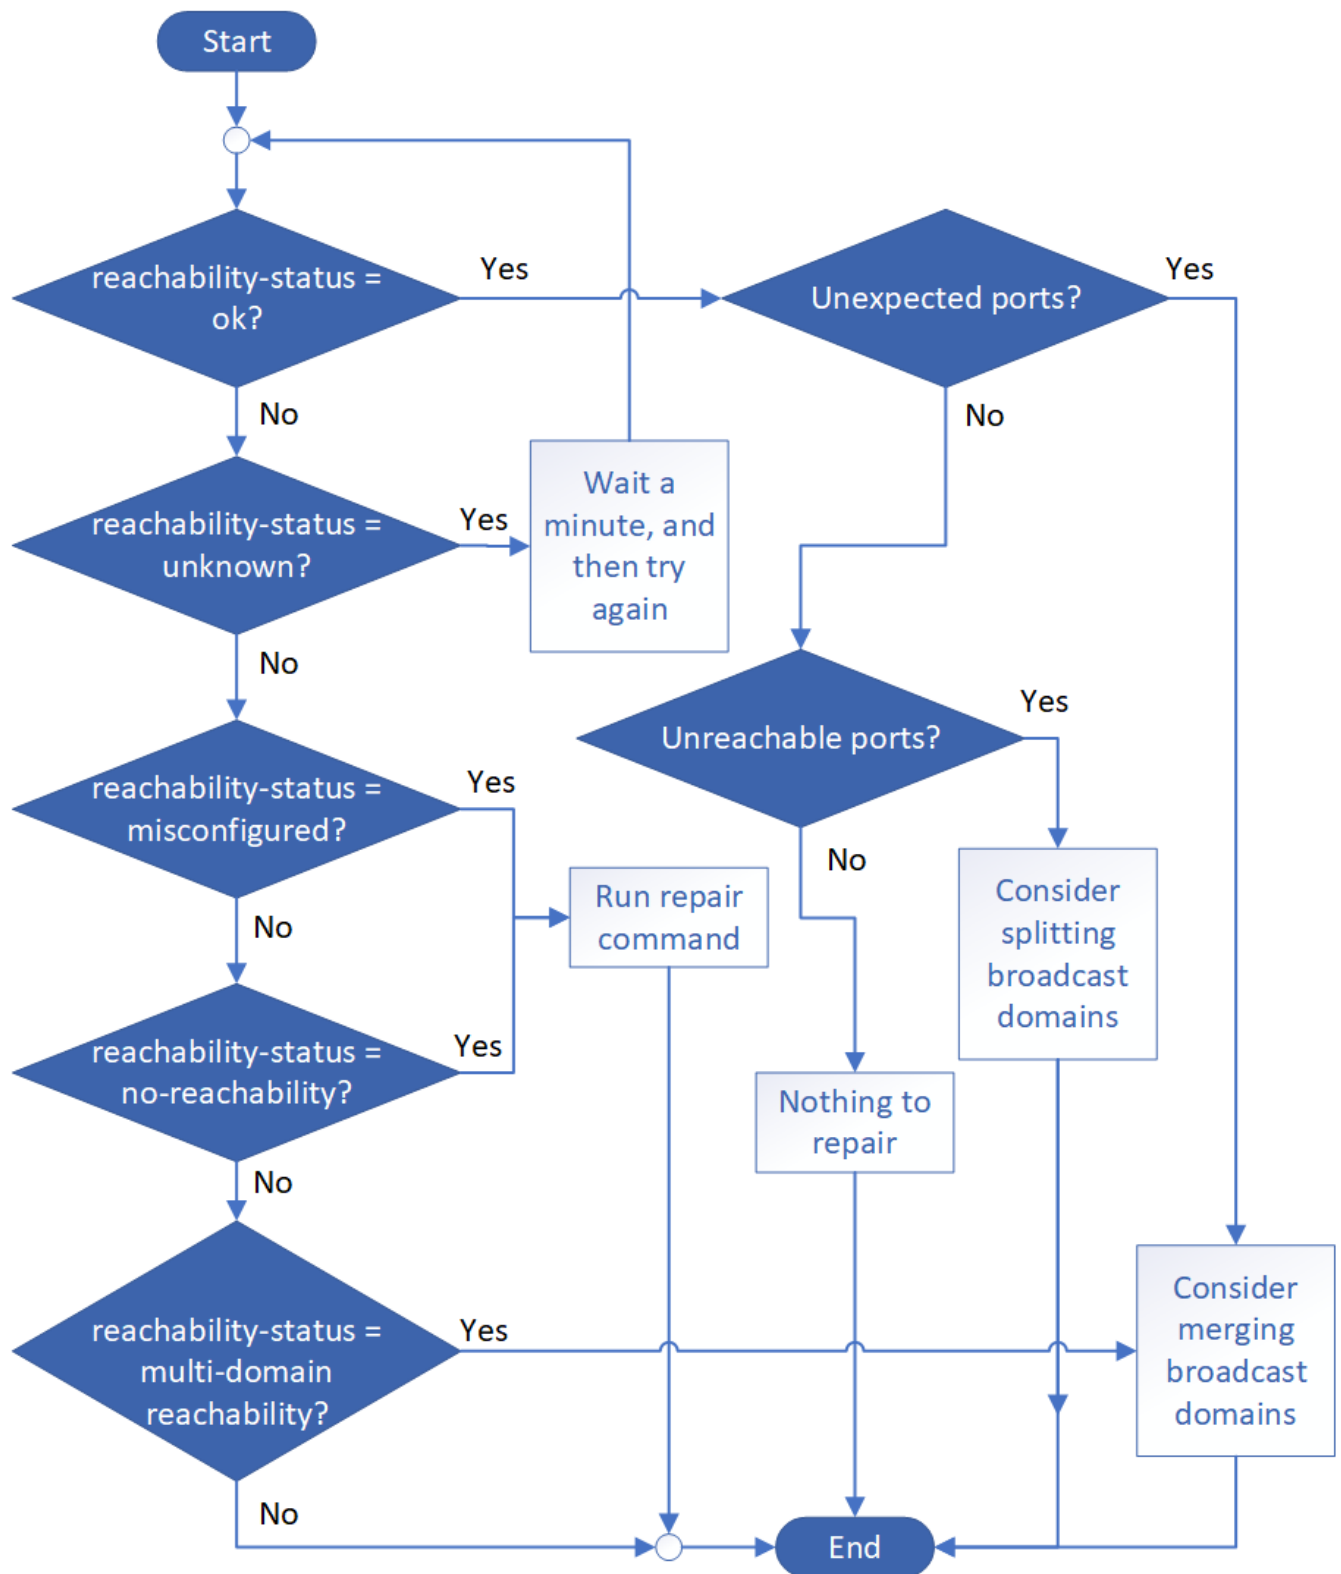 Start
reachability-status =
ok?
Yes
Unexpected ports?
Yes
No
No
reachability-status =
unknown?
Yes
Wait a
minute, and
then try
again
No
Unreachable ports?
Yes
reachability-status =
misconfigured?
Yes
No
Run repair
command
Consider
splitting
broadcast
domains
No
reachability-status =
no-reachability?
Yes
Nothing to
repair
No
reachability-status =
multi-domain
reachability?
Yes
Consider
merging
broadcast
domains
No
End